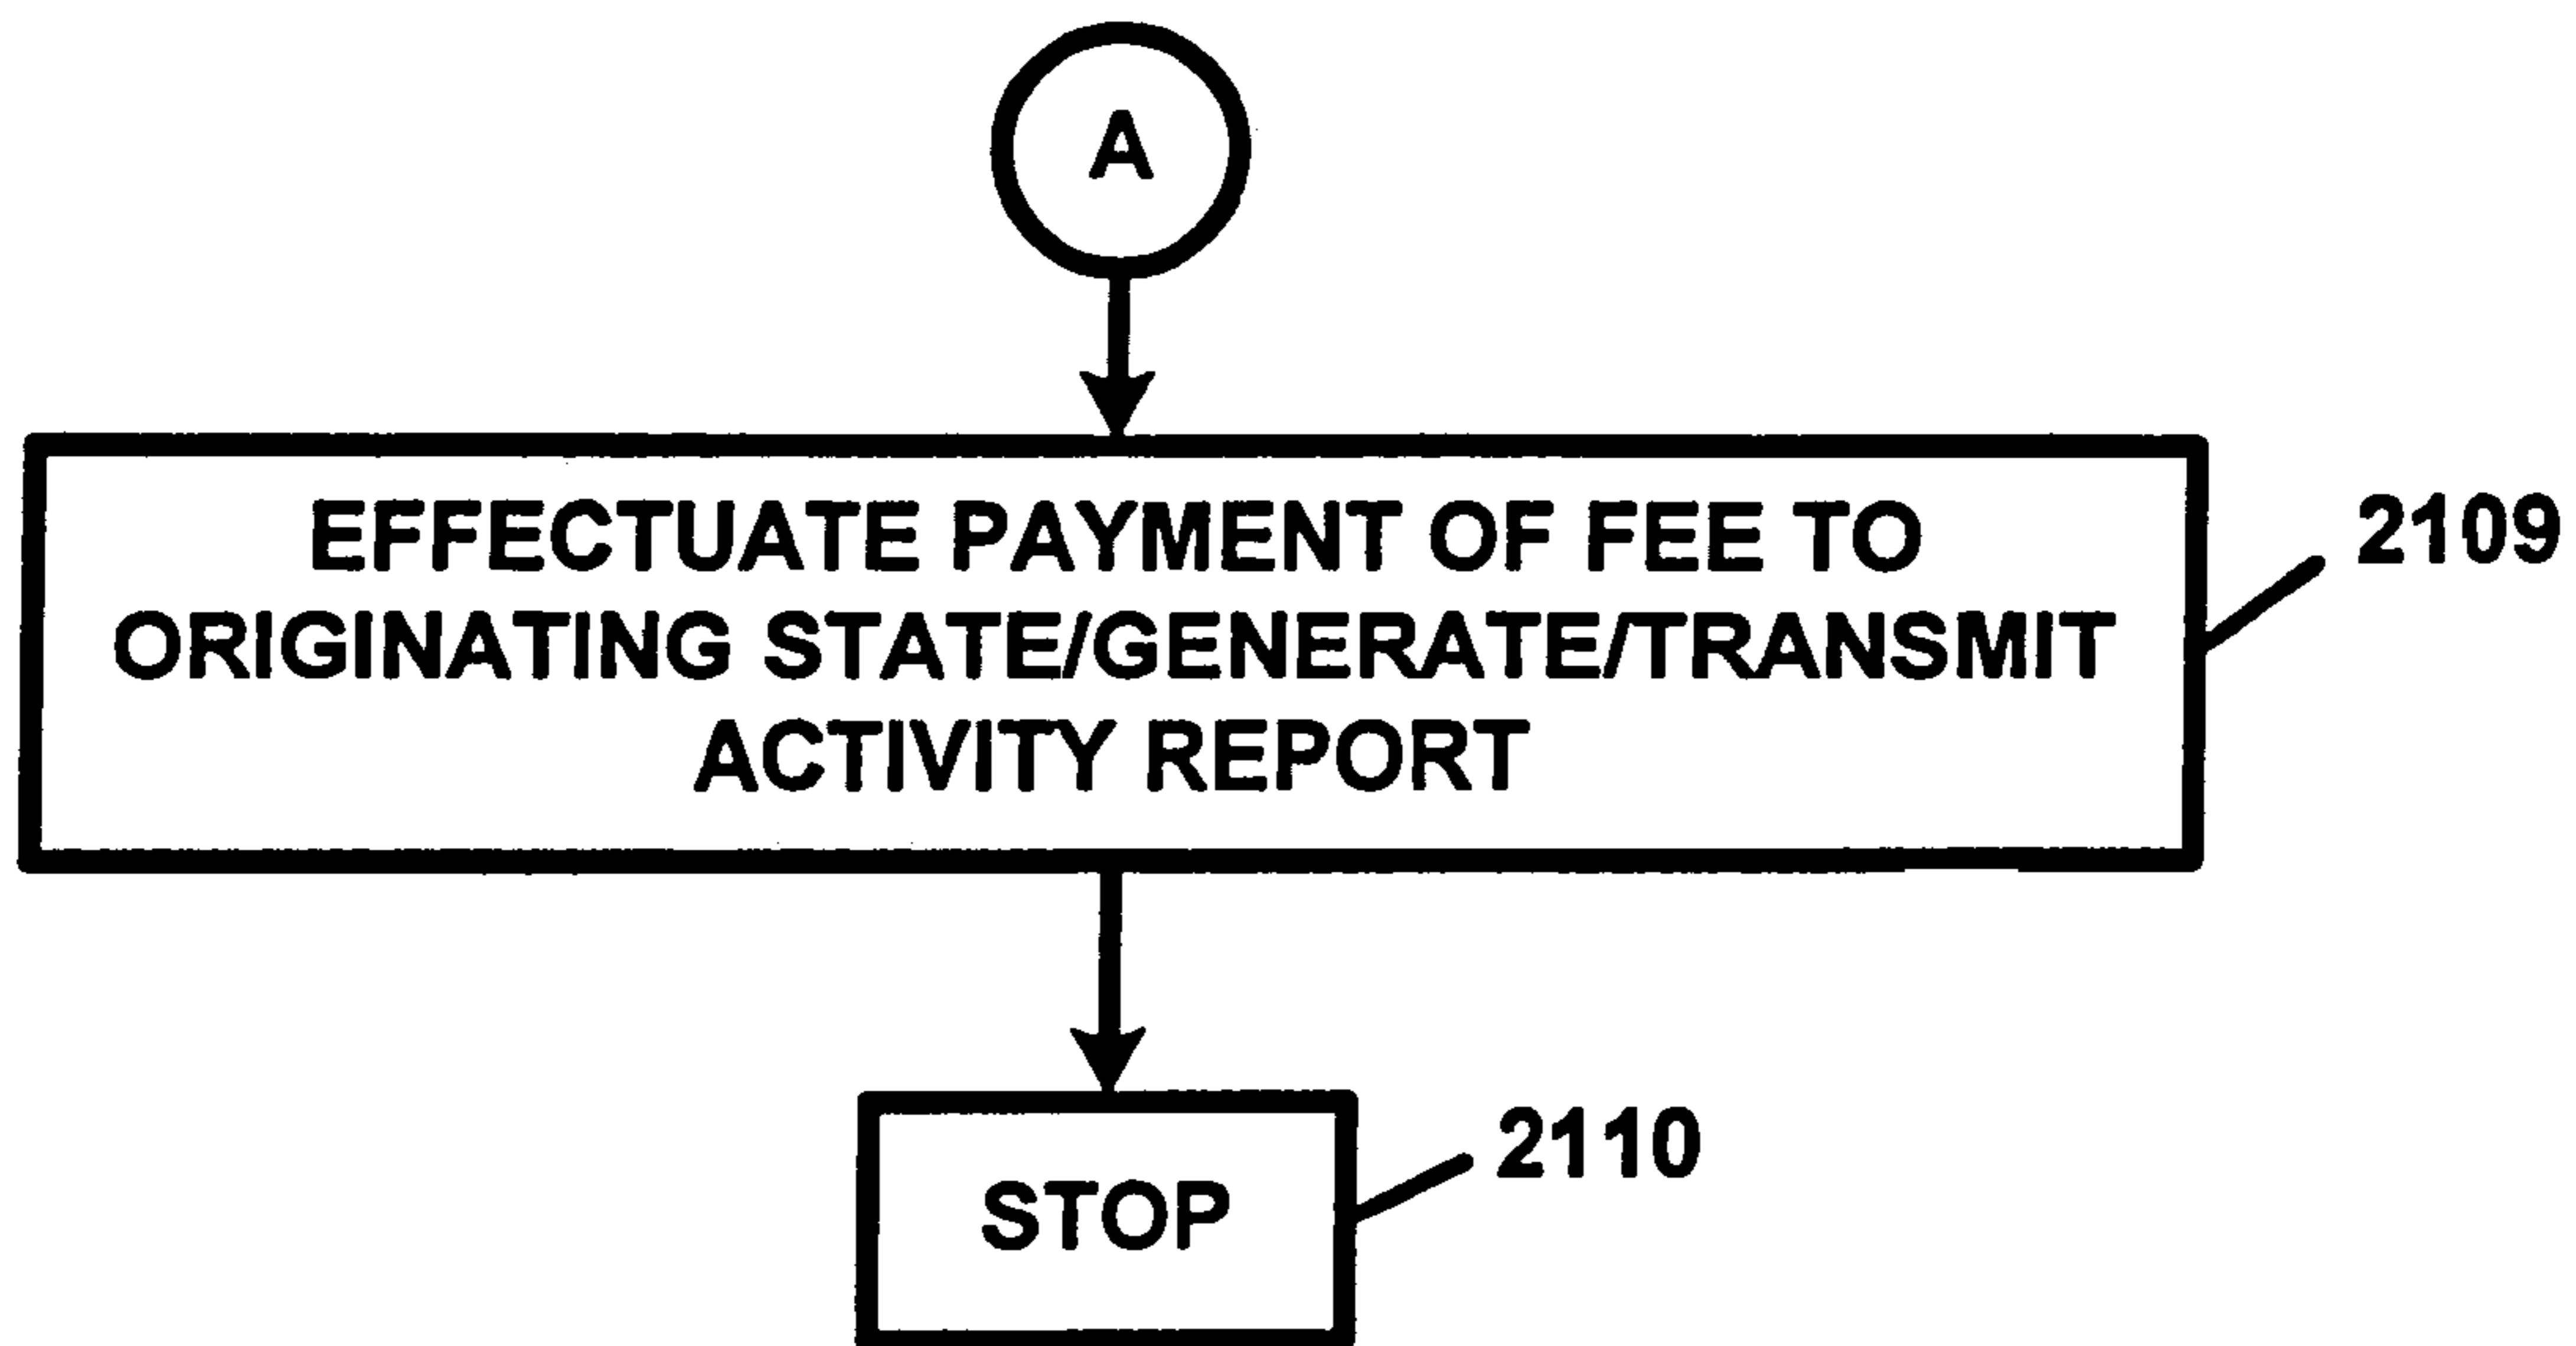 A
EFFECTUATE PAYMENT OF FEE TO
ORIGINATING STATE/GENERATE/TRANSMIT
ACTIVITY REPORT
2109
STOP
2110